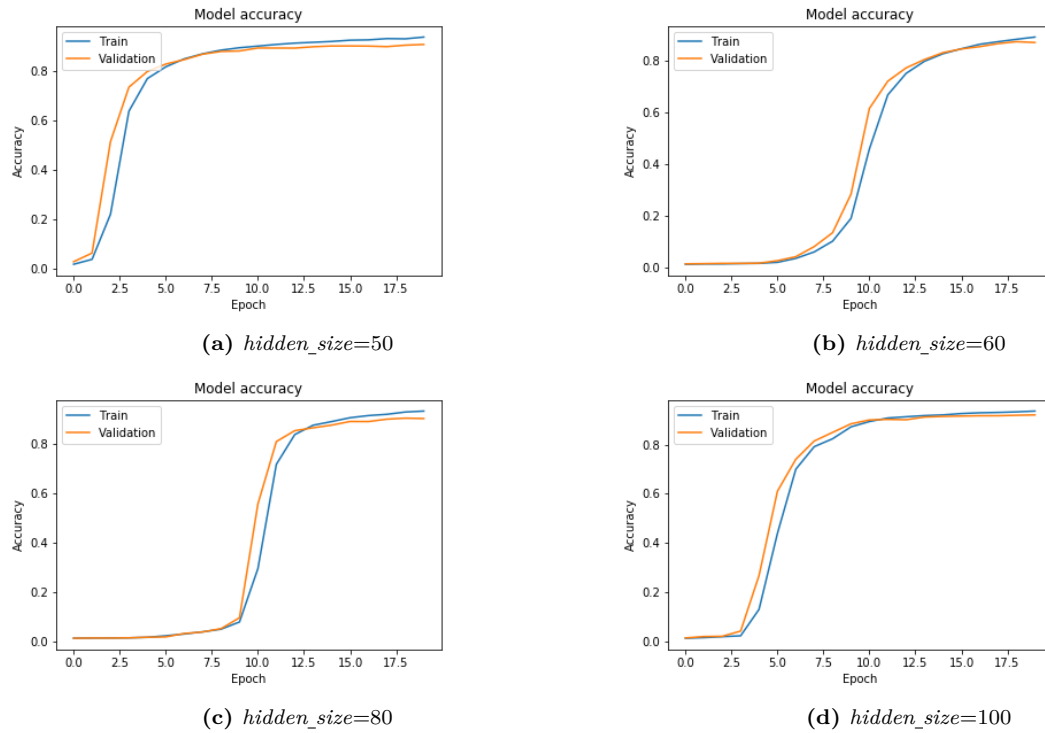 Model accuracy
Train
Validation
Accuracy
0.8
0.6
0.4
0.2
0.0
0.0 2.5 5.0 7.5 10.0 12.5 15.0 17.5
Epoch
(a) hidden_size=50
Model accuracy
Train
Validation
Accuracy
0.8
0.6
0.4
0.2
0.0
0.0 2.5 5.0 7.5 10.0 12.5 15.0 17.5
Epoch
(b) hidden_size=60
Model accuracy
Train
Validation
Accuracy
0.8
0.6
0.4
0.2
0.0
0.0 2.5 5.0 7.5 10.0 12.5 15.0 17.5
Epoch
(c) hidden_size=80
Model accuracy
Train
Validation
Accuracy
0.8
0.6
0.4
0.2
0.0
0.0 2.5 5.0 7.5 10.0 12.5 15.0 17.5
Epoch
(d) hidden_size=100